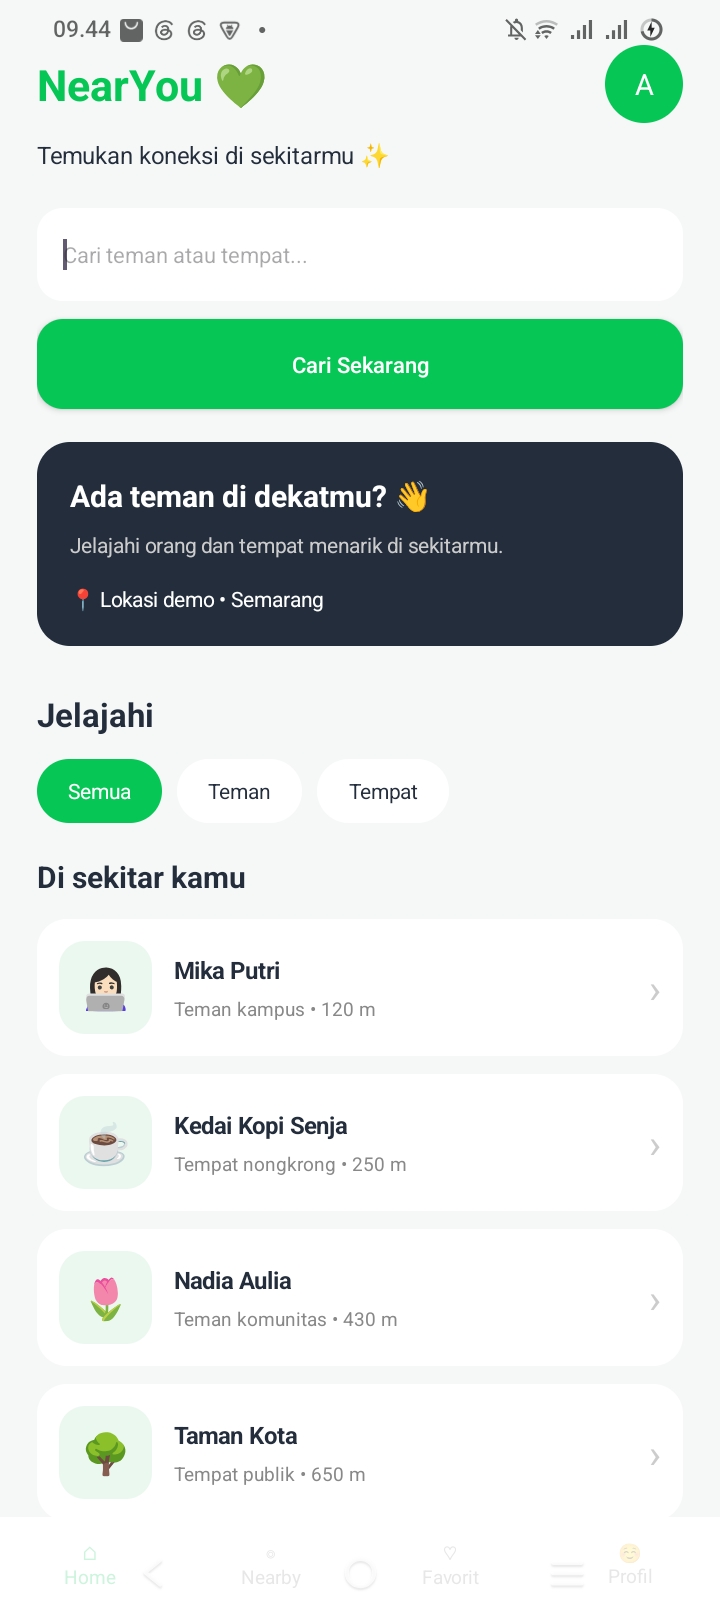 09.44
NearYou 💚
A
Temukan koneksi di sekitarmu ✨
Cari teman atau tempat...
Cari Sekarang
Ada teman di dekatmu? 👋
Jelajahi orang dan tempat menarik di sekitarmu.
📍 Lokasi demo • Semarang
Jelajahi
Semua Teman Tempat
Di sekitar kamu
Mika Putri
Teman kampus • 120 m
Kedai Kopi Senja
Tempat nongkrong • 250 m
Nadia Aulia
Teman komunitas • 430 m
Taman Kota
Tempat publik • 650 m
Home Nearby Favorit Profil